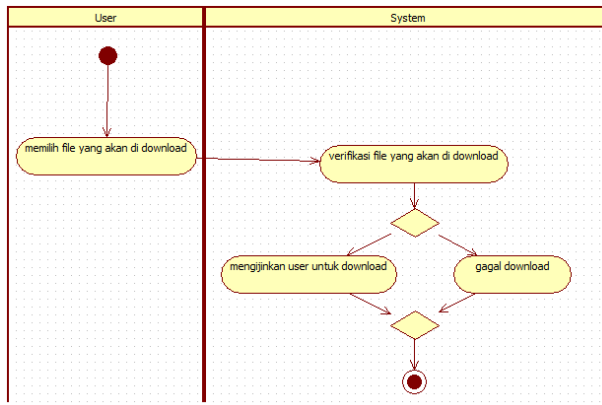 User
System
memilih file yang akan di download
verifikasi file yang akan di download
mengijinkan user untuk download
gagal download